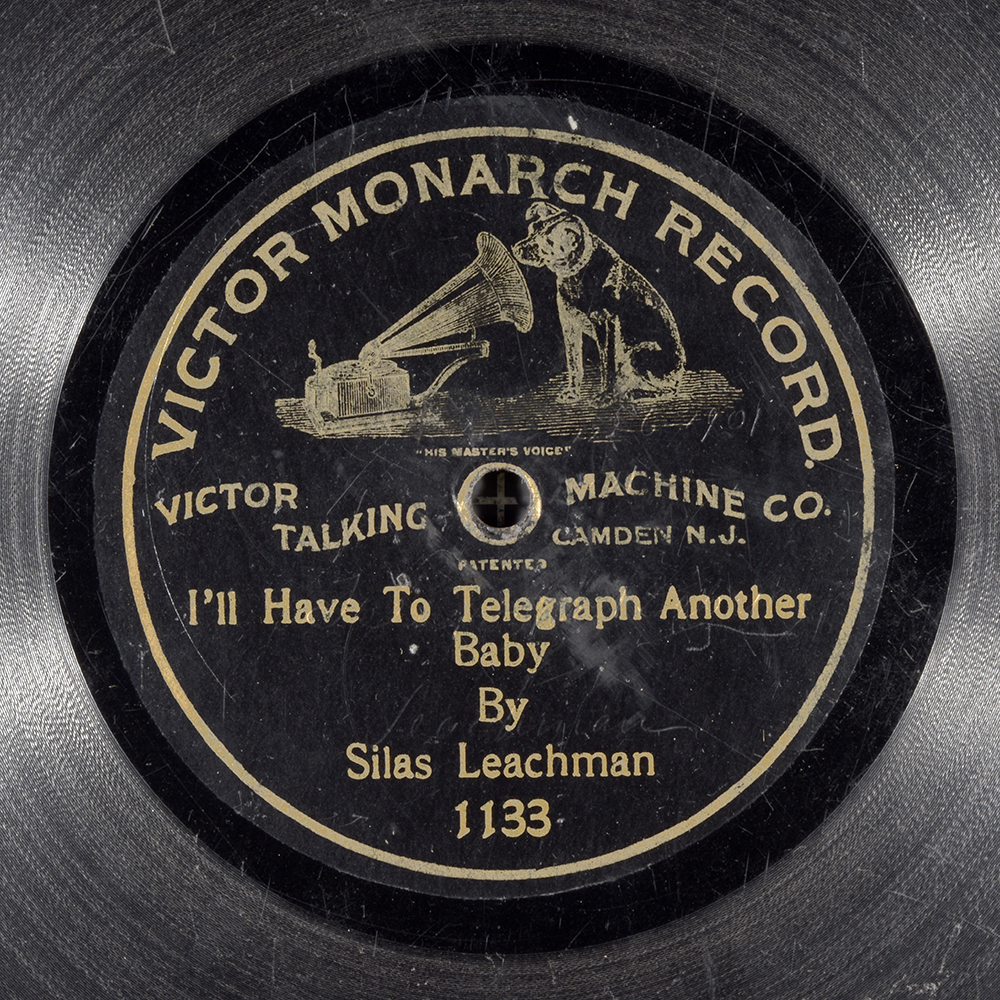 VICTOR MONARCH RECORD.
"HIS MASTER'S VOICE"
VICTOR TALKING MACHINE CO.
CAMDEN N.J.
PATENTED
I'll Have To Telegraph Another
Baby
By
Silas Leachman
1133